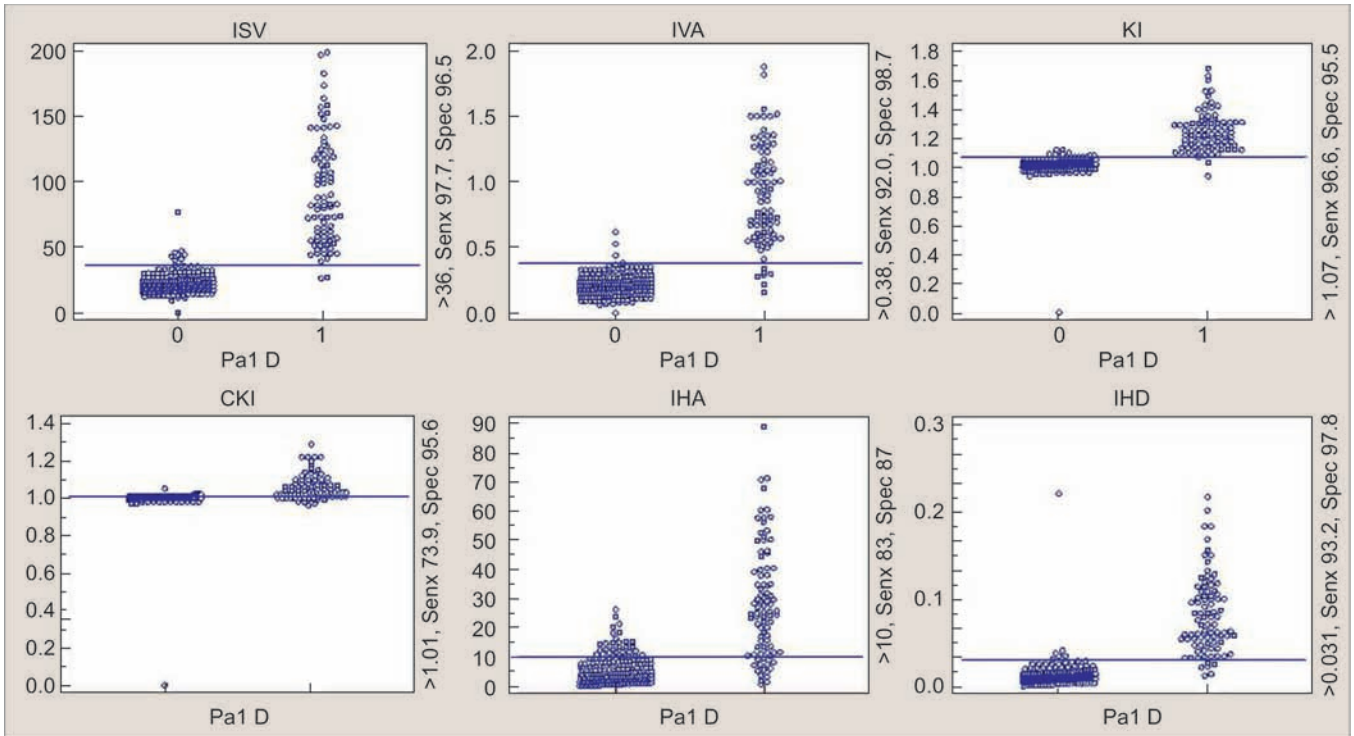 ISV
200
150
100
50
0
0
1
Pa1 D
>36, Senx 97.7, Spec 96.5
IVA
2.0
1.5
1.0
0.5
0.0
0
1
Pa1 D
>0.38, Senx 92.0, Spec 98.7
KI
1.8
1.6
1.4
1.2
1.0
0.8
0.6
0.4
0.2
0.0
0
1
Pa1 D
> 1.07, Senx 96.6, Spec 95.5
CKI
1.4
1.2
1.0
0.8
0.6
0.4
0.2
0.0
Pa1 D
>1.01, Senx 73.9, Spec 95.6
IHA
90
80
70
60
50
40
30
20
10
0
Pa1 D
>10, Senx 83, Spec 87
IHD
0.3
0.2
0.1
0.0
Pa1 D
>0.031, Senx 93.2, Spec 97.8